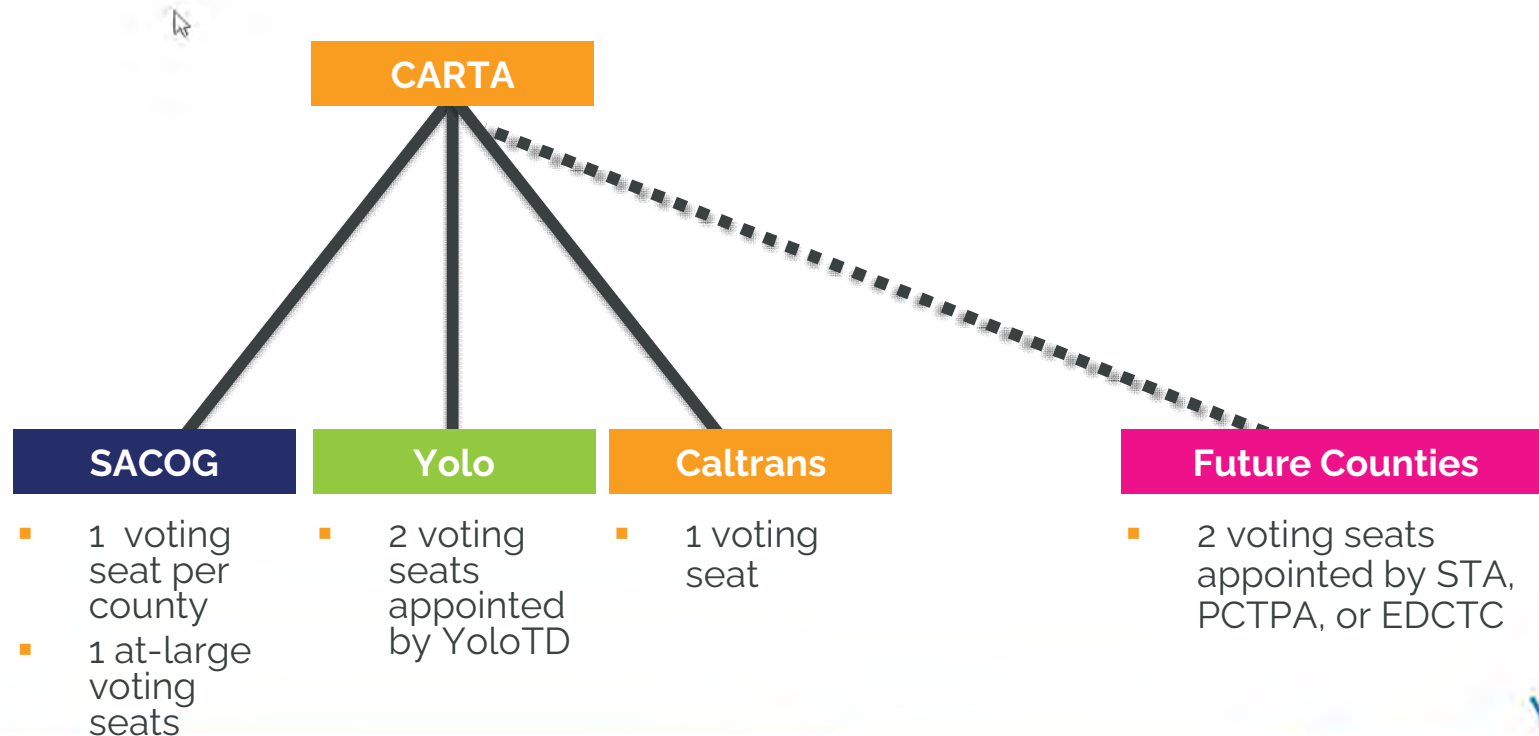 CARTA
SACOG
1 voting
seat per
county
1 at-large
voting
seats
Yolo
2 voting
seats
appointed
by YoloTD
Caltrans
1 voting
seat
Future Counties
2 voting seats
appointed by STA,
PCTPA, or EDCTC